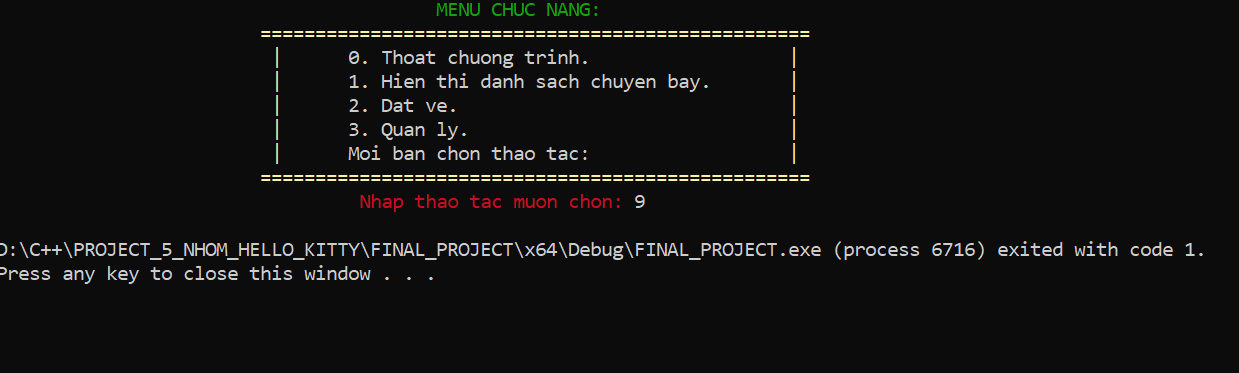 MENU CHUC NANG:
==================================================
| 0. Thoat chuong trinh. |
| 1. Hien thi danh sach chuyen bay. |
| 2. Dat ve. |
| 3. Quan ly. |
| Moi ban chon thao tac: |
==================================================
Nhap thao tac muon chon: 9
D:\C++\PROJECT_5_NHOM_HELLO_KITTY\FINAL_PROJECT\x64\Debug\FINAL_PROJECT.exe (process 6716) exited with code 1.
Press any key to close this window . . .